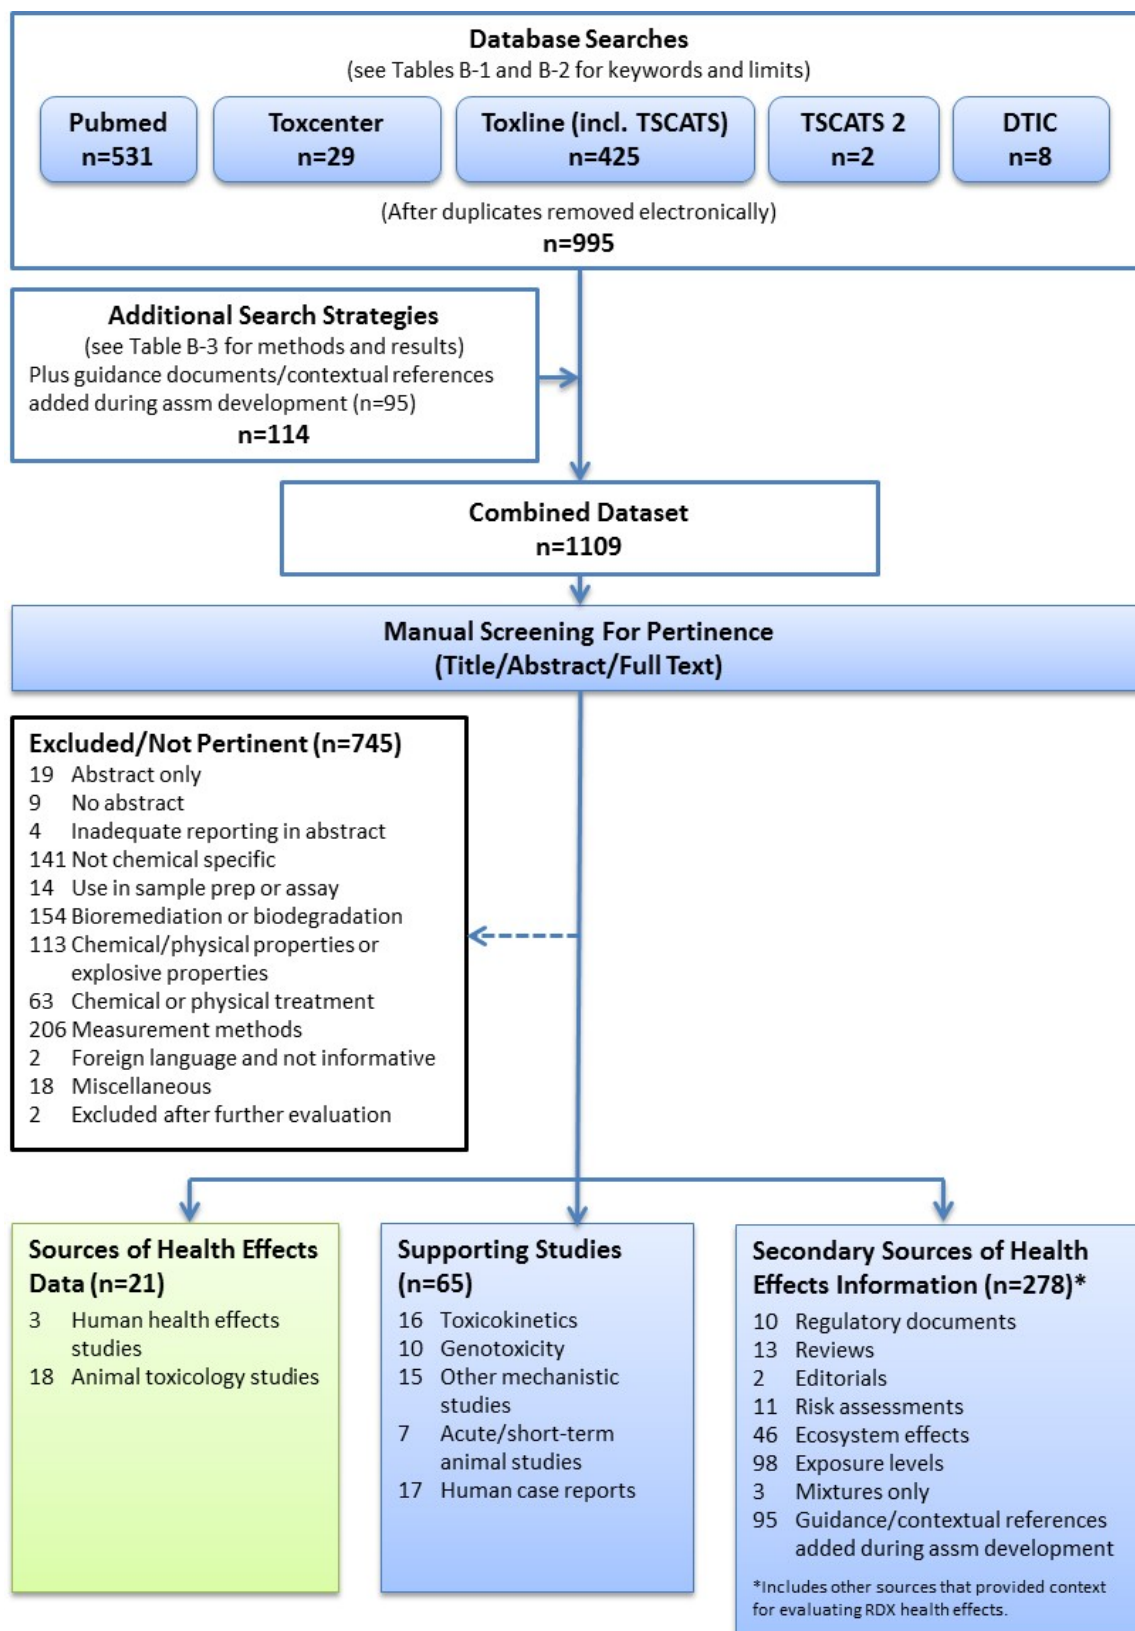 Database Searches
(see Tables B-1 and B-2 for keywords and limits)
Pubmed
n=531
Toxcenter
n=29
Toxline (incl. TSCATS)
n=425
TSCATS 2
n=2
DTIC
n=8
(After duplicates removed electronically)
n=995
Additional Search Strategies
(see Table B-3 for methods and results)
Plus guidance documents/contextual references
added during assm development (n=95)
n=114
Combined Dataset
n=1109
Manual Screening For Pertinence
(Title/Abstract/Full Text)
Excluded/Not Pertinent (n=745)
19 Abstract only
9 No abstract
4 Inadequate reporting in abstract
141 Not chemical specific
14 Use in sample prep or assay
154 Bioremediation or biodegradation
113 Chemical/physical properties or
explosive properties
63 Chemical or physical treatment
206 Measurement methods
2 Foreign language and not informative
18 Miscellaneous
2 Excluded after further evaluation
Sources of Health Effects
Data (n=21)
3 Human health effects
studies
18 Animal toxicology studies
Supporting Studies
(n=65)
16 Toxicokinetics
10 Genotoxicity
15 Other mechanistic
studies
7 Acute/short-term
animal studies
17 Human case reports
Secondary Sources of Health
Effects Information (n=278)*
10 Regulatory documents
13 Reviews
2 Editorials
11 Risk assessments
46 Ecosystem effects
98 Exposure levels
3 Mixtures only
95 Guidance/contextual references
added during assm development
*Includes other sources that provided context
for evaluating RDX health effects.